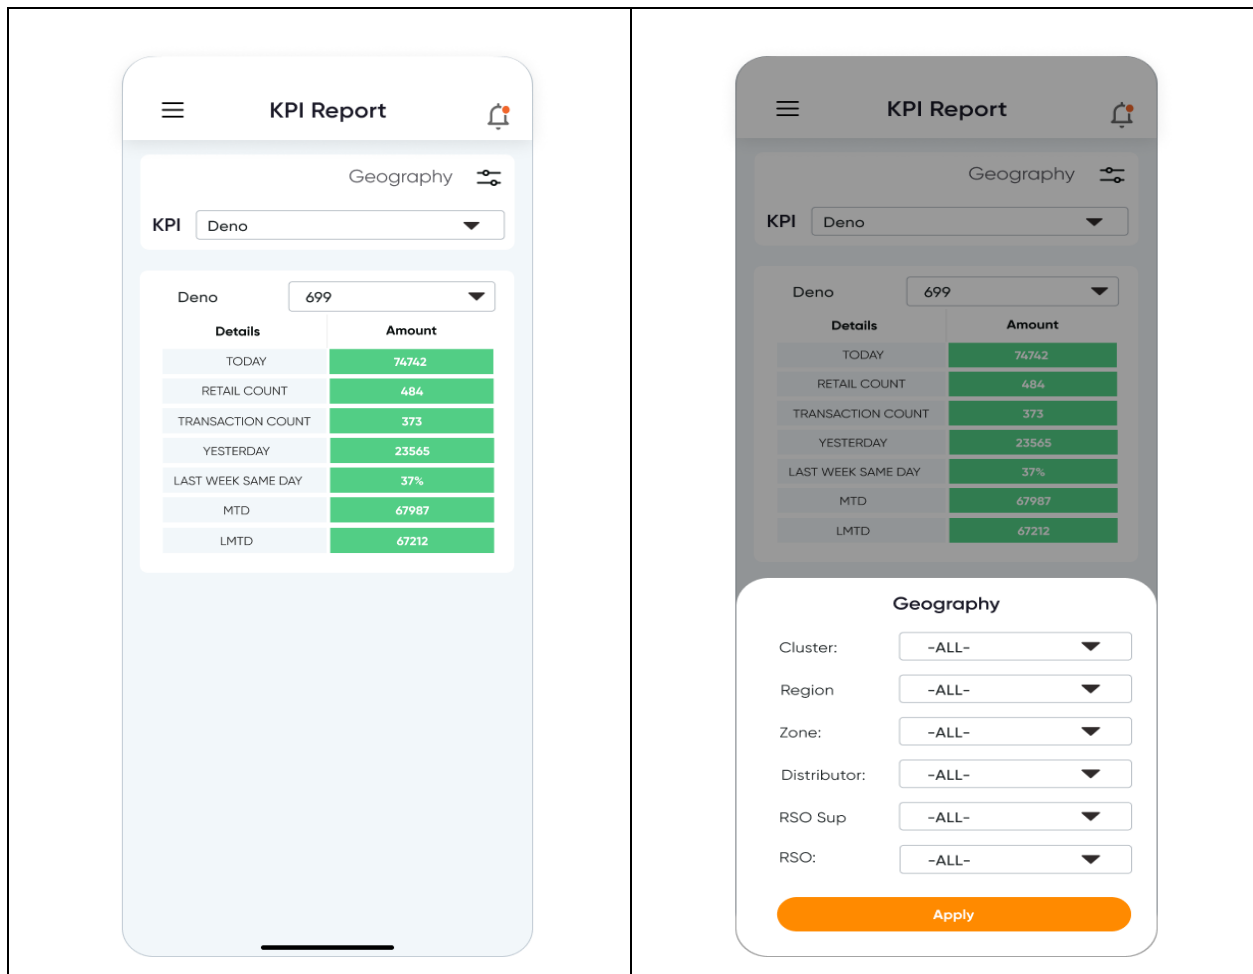 KPI Report
Geography
KPI Deno
Deno 699
Details Amount
TODAY 74742
RETAIL COUNT 484
TRANSACTION COUNT 373
YESTERDAY 23565
LAST WEEK SAME DAY 37%
MTD 67987
LMTD 67212
KPI Report
Geography
KPI Deno
Deno 699
Details Amount
TODAY 74742
RETAIL COUNT 484
TRANSACTION COUNT 373
YESTERDAY 23565
LAST WEEK SAME DAY 37%
MTD 67987
LMTD 67212
Geography
Cluster: -ALL-
Region -ALL-
Zone: -ALL-
Distributor: -ALL-
RSO Sup -ALL-
RSO: -ALL-
Apply